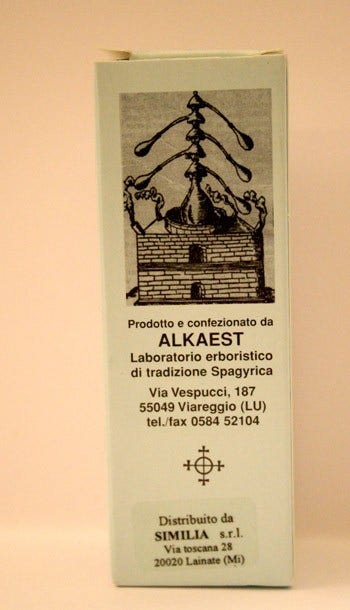 Prodotto e confezionato da
ALKAEST
Laboratorio erboristico
di tradizione Spagyrica
Via Vespucci, 187
55049 Viareggio (LU)
tel./fax 0584 52104
Distribuito da
SIMILIA s.r.l.
Via toscana 28
20020 Lainate (Mi)